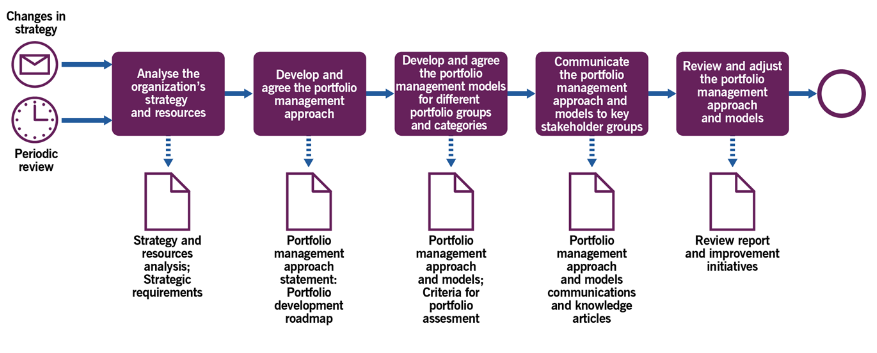 Changes in
strategy
Periodic
review
Analyse the
organization's
strategy
and resources
Develop and
agree the portfolio
management
approach
Develop and agree
the portfolio
management models
for different
portfolio groups
and categories
Communicate
the portfolio
management
approach and
models to key
stakeholder groups
Review and adjust
the portfolio
management
approach
and models
Strategy and
resources
analysis;
Strategic
requirements
Portfolio
management
approach
statement:
Portfolio
development
roadmap
Portfolio
management
approach
and models;
Criteria for
portfolio
assesment
Portfolio
management
approach
and models
communications
and knowledge
articles
Review report
and improvement
initiatives